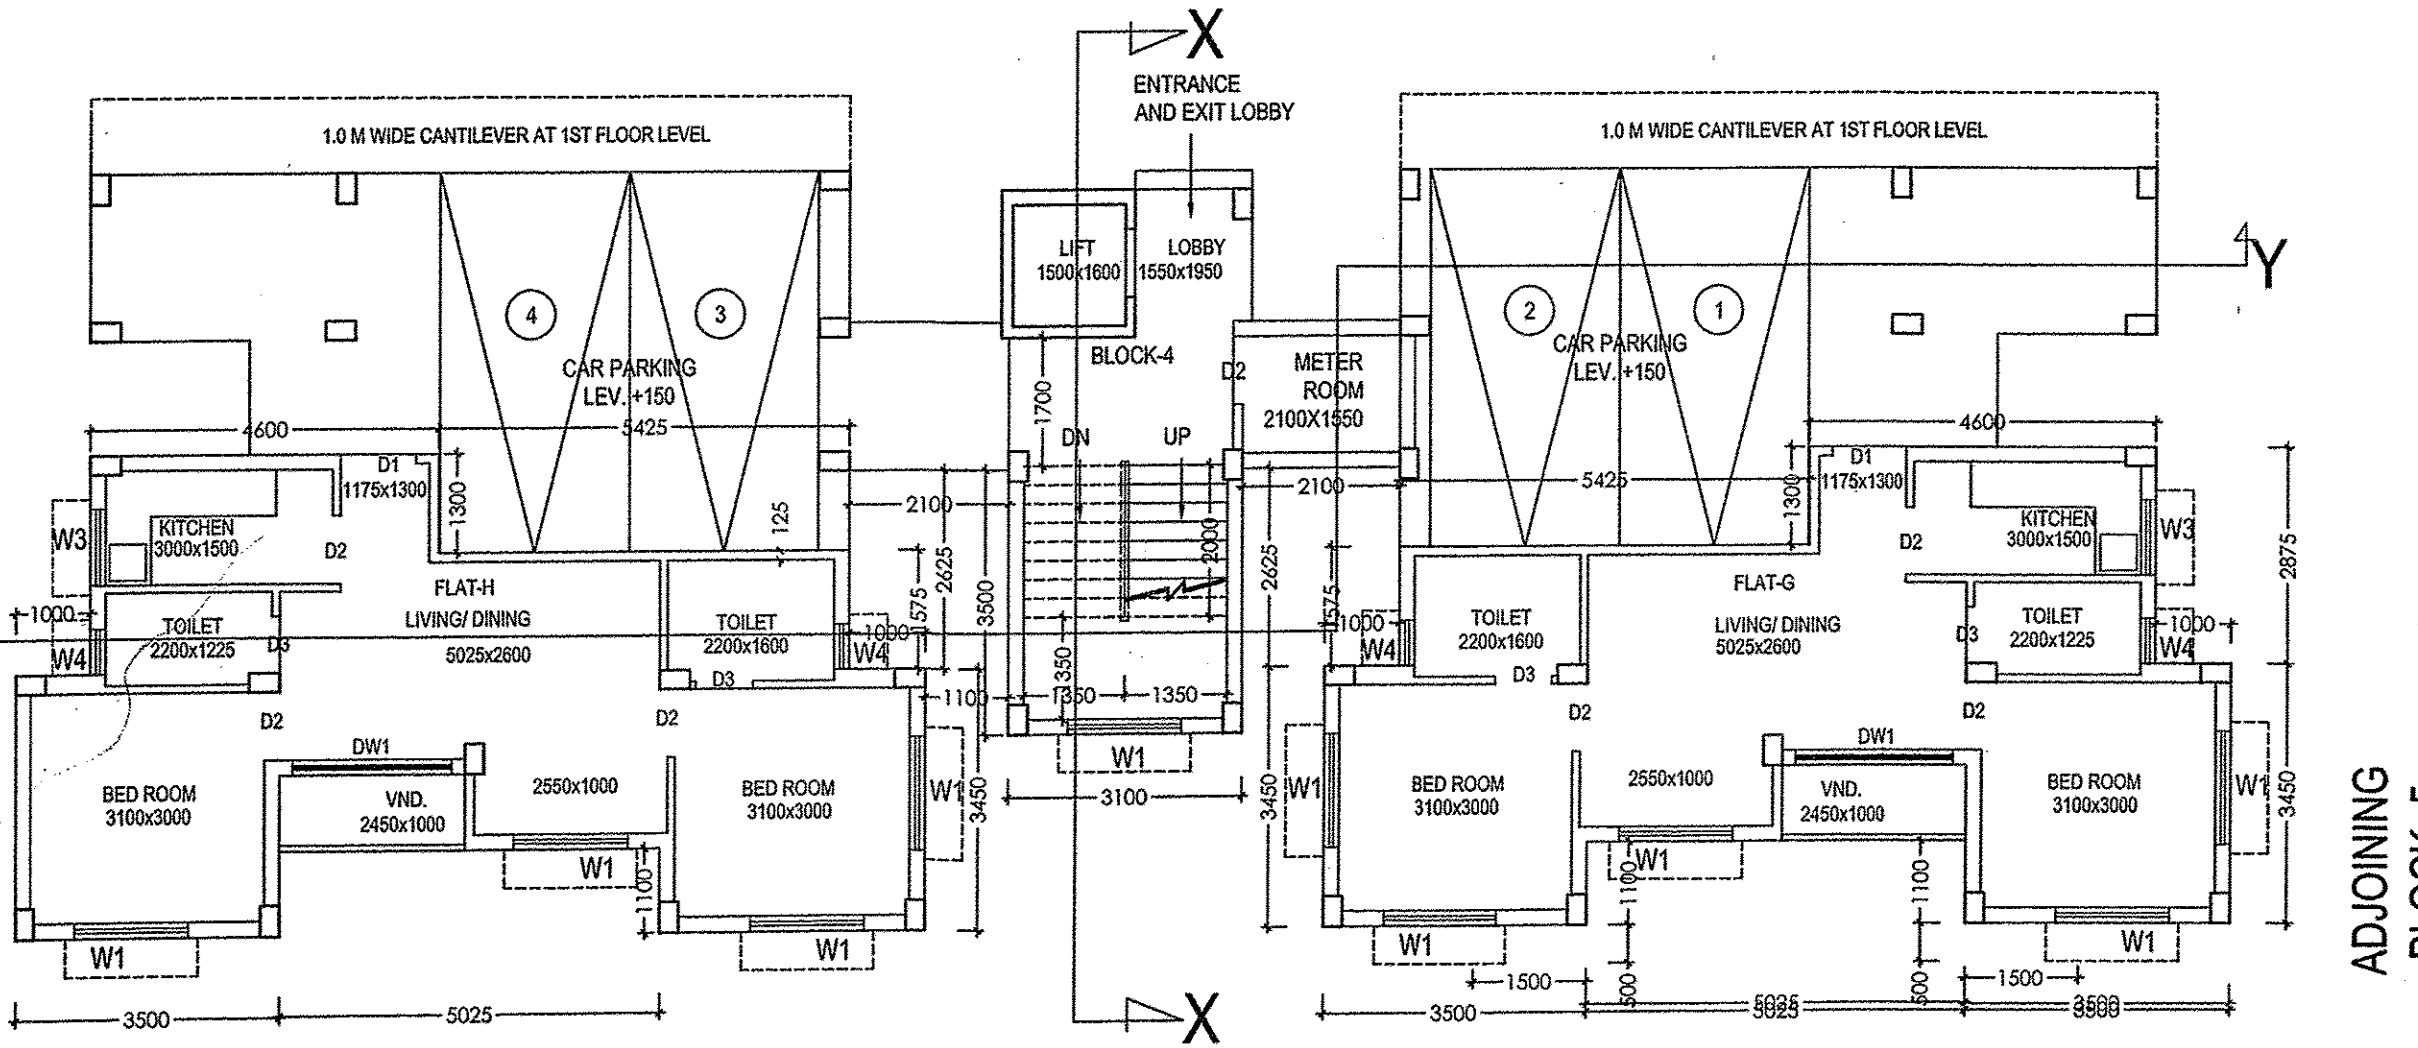 X
ENTRANCE
AND EXIT LOBBY
1.0 M WIDE CANTILEVER AT 1ST FLOOR LEVEL
1.0 M WIDE CANTILEVER AT 1ST FLOOR LEVEL
LIFT
1500x1600
LOBBY
1550x1950
Y
4
3
2
1
CAR PARKING
LEV. +150
BLOCK-4
D2
METER
ROOM
2100X1550
CAR PARKING
LEV. +150
4600
5425
1700
DN
UP
4600
D1
1175x1300
1300
125
2100
2100
5425
1300
D1
1175x1300
W3
KITCHEN
3000x1500
D2
2000
D2
KITCHEN
3000x1500
W3
2875
FLAT-H
LIVING/ DINING
5025x2600
2625
3500
2625
FLAT-G
LIVING/ DINING
5025x2600
1000
TOILET
2200x1225
D3
W4
TOILET
2200x1600
D3
1575
1000
W4
1575
1000
W4
TOILET
2200x1600
D3
D3
TOILET
2200x1225
1000
W4
1350
1100
1350
1350
D2
D2
D2
D2
DW1
W1
DW1
BED ROOM
3100x3000
VND.
2450x1000
2550x1000
BED ROOM
3100x3000
W1
3450
3100
3450
W1
BED ROOM
3100x3000
2550x1000
VND.
2450x1000
BED ROOM
3100x3000
W1
3450
W1
1100
W1
1100
1100
W1
W1
W1
W1
1500
500
500
1500
3500
5025
3500
5025
3500
X
ADJOINING